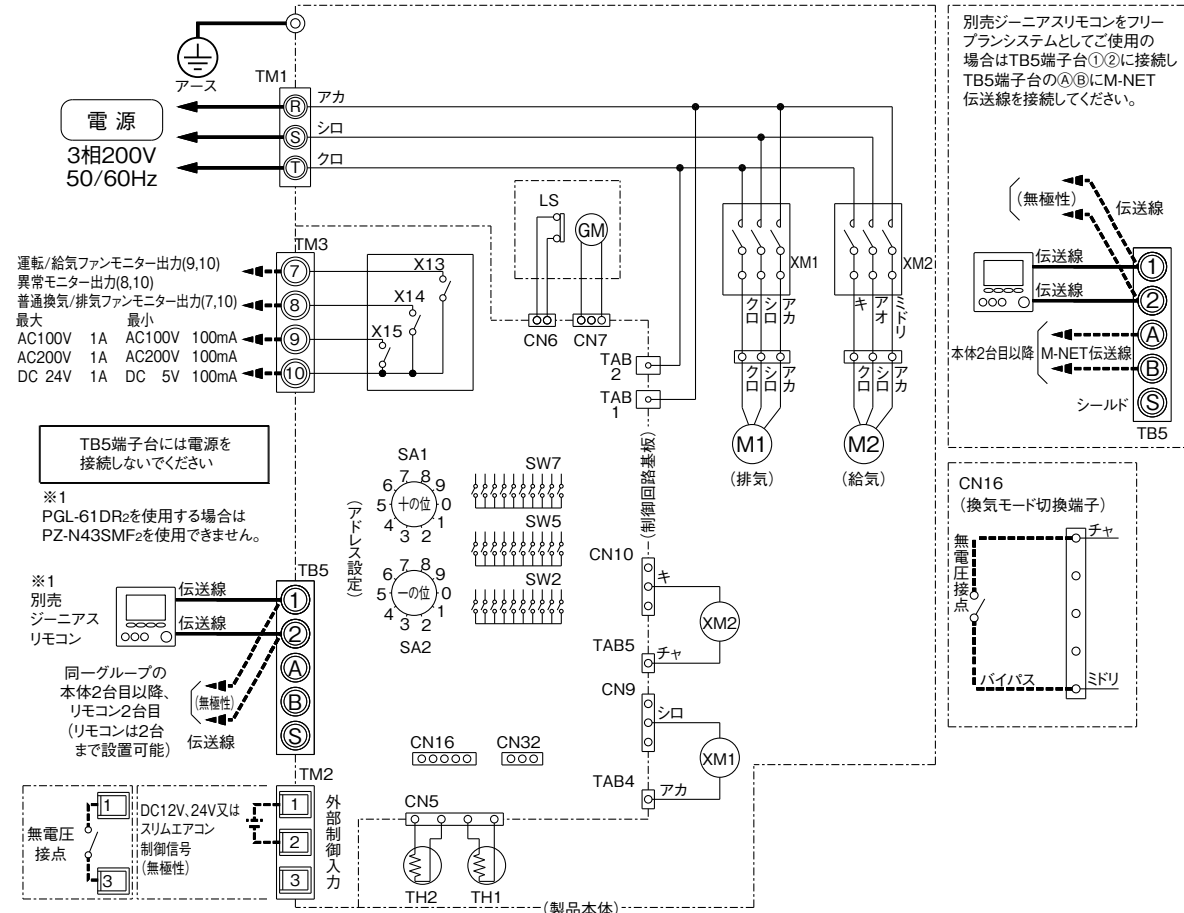 アース
電 源
3相200V
50/60Hz
TM1
R
アカ
S
シロ
T
クロ
運転/給気ファンモニター出力(9,10)
異常モニター出力(8,10)
普通換気/排気ファンモニター出力(7,10)
最大 最小
AC100V 1A AC100V 100mA
AC200V 1A AC200V 100mA
DC 24V 1A DC 5V 100mA
TM3
7
8
9
10
X13
X14
X15
LS
GM
CN6
CN7
TAB
2
TAB
1
XM1
クロ
シロ
アカ
クロ
シロ
アカ
M1
(排気)
XM2
キ
アオ
ミドリ
クロ
シロ
アカ
M2
(給気)
TB5端子台には電源を
接続しないでください
※1
PGL-61DR2を使用する場合は
PZ-N43SMF2を使用できません。
※1
別売
ジーニアス
リモコン
伝送線
伝送線
TB5
①
②
Ⓐ
Ⓑ
Ⓢ
同一グループの
本体2台目以降、
リモコン2台目
(リモコンは2台
まで設置可能)
(無極性)
伝送線
(アドレス設定)
SA1
7 8
6 9
5 十の位 0
4 1
3 2
7 8
6 9
5 一の位 0
4 1
3 2
SA2
SW7
SW5
SW2
(制御回路基板)
CN10
キ
XM2
TAB5
チャ
CN9
シロ
XM1
TAB4
アカ
CN16
CN32
CN5
TH2
TH1
(製品本体)
TM2
1
2
3
外部制御入力
無電圧
接点
1
3
DC12V、24V又は
スリムエアコン
制御信号
(無極性)
別売ジーニアスリモコンをフリー
プランシステムとしてご使用の
場合はTB5端子台①②に接続し
TB5端子台のⒶⒷにM-NET
伝送線を接続してください。
(無極性)
伝送線
伝送線
伝送線
本体2台目以降
M-NET伝送線
シールド
①
②
Ⓐ
Ⓑ
Ⓢ
TB5
CN16
(換気モード切換端子)
チャ
無電圧接点
バイパス
ミドリ